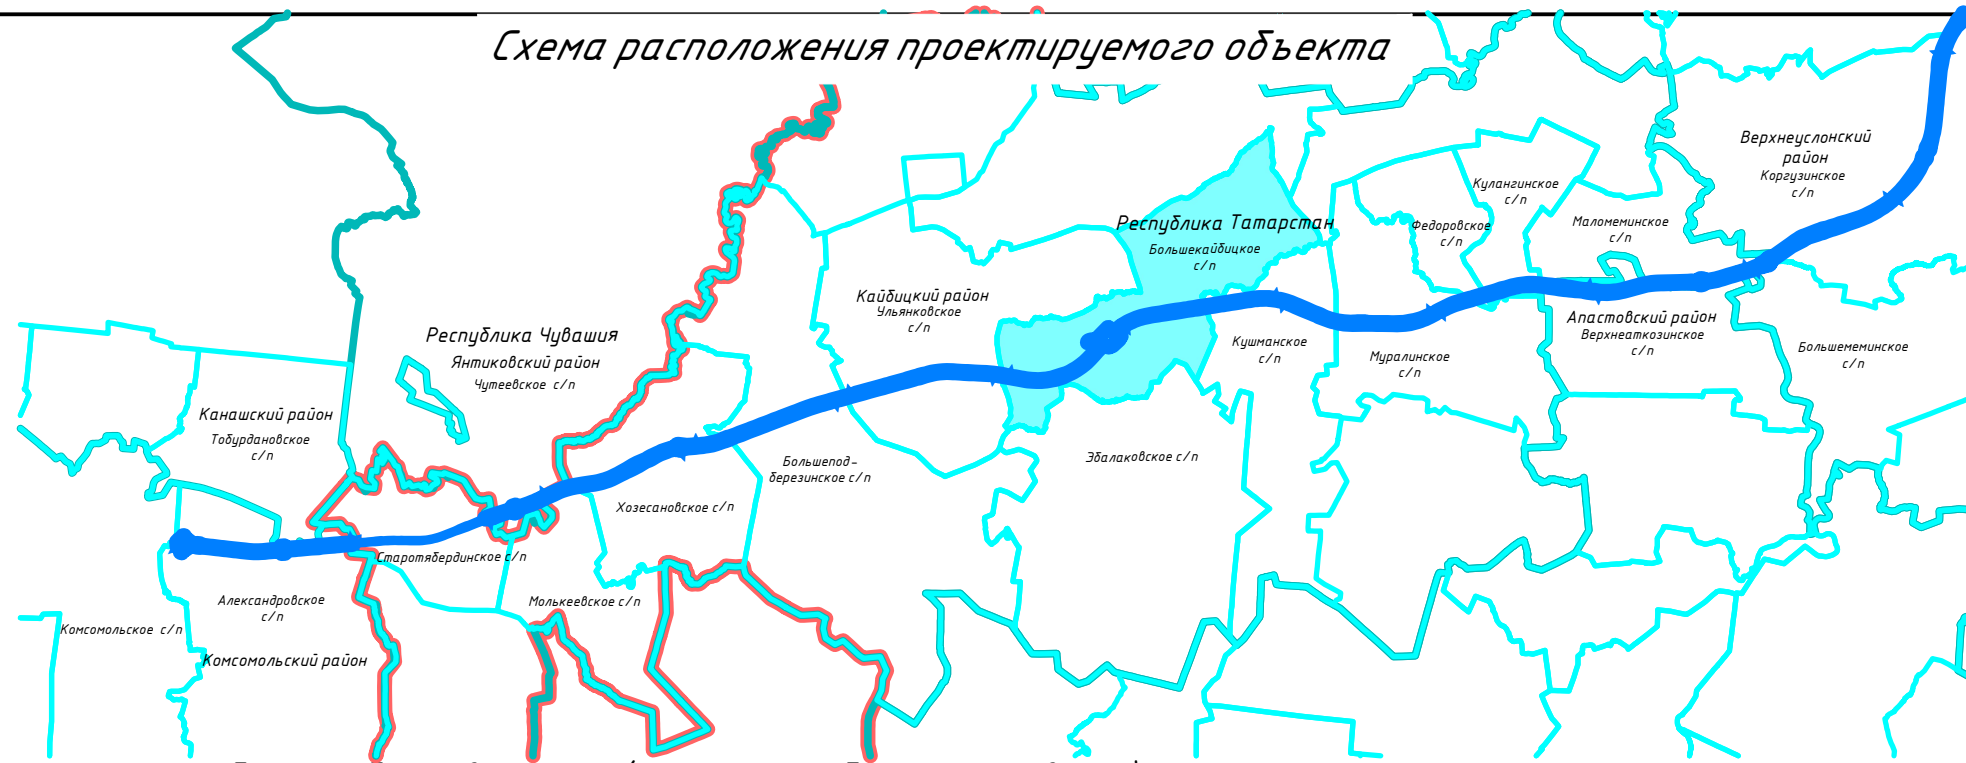 Схема расположения проектируемого объекта
Верхнеуслонский
район
Коргузинское
с/п
Кулангинское
с/п
Республика Татарстан
Большекайбицкое
с/п
Федоровское
с/п
Маломеминское
с/п
Кайбицкий район
Ульянковское
с/п
Апастовский район
Верхнеаткозинское
с/п
Республика Чувашия
Янтиковский район
Чутеевское с/п
Кушманское
с/п
Муралинское
с/п
Большемеминское
с/п
Канашский район
Тобурдановское
с/п
Большепод-
березинское с/п
Эбалаковское с/п
Хозесановское с/п
Старотябердинское с/п
Александровское
с/п
Молькеевское с/п
Комсомольское с/п
Комсомольский район